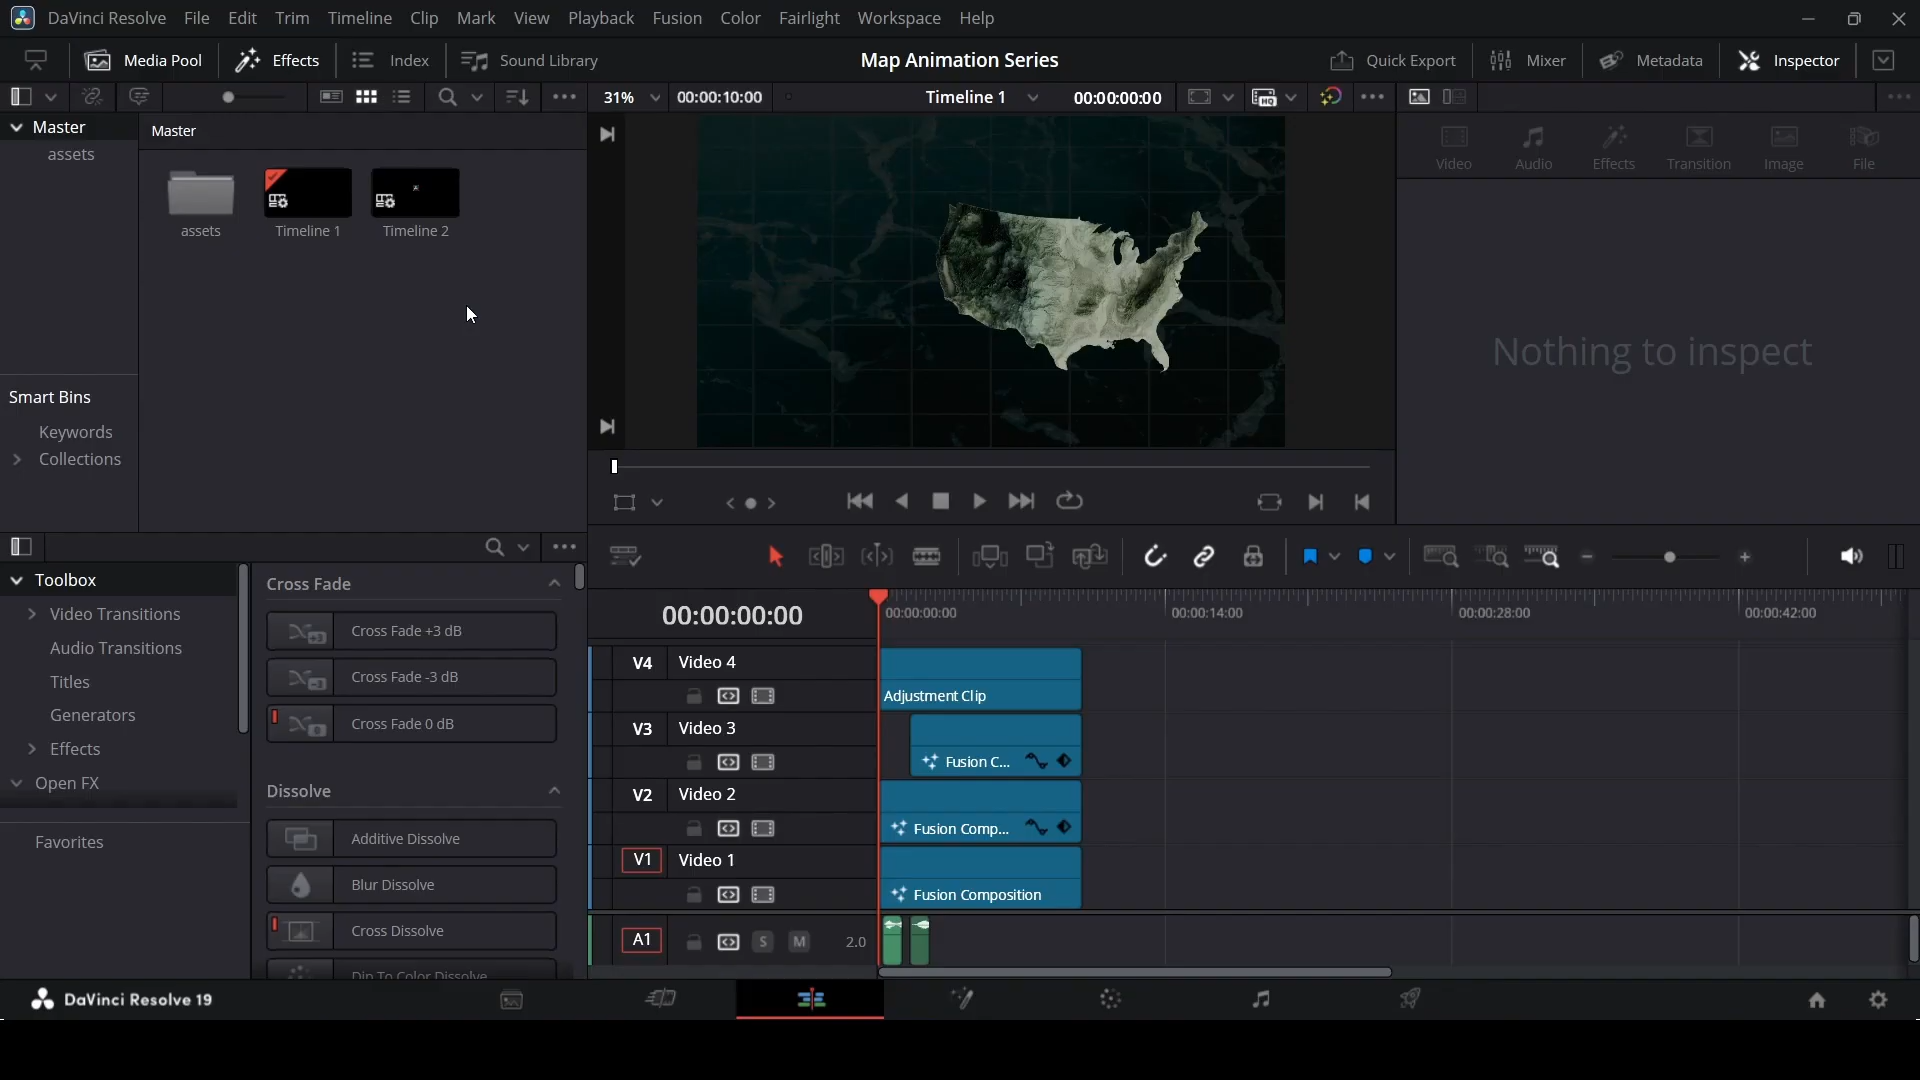 DaVinci Resolve File Edit Trim Timeline Clip Mark View Playback Fusion Color Fairlight Workspace Help
Media Pool Effects Index Sound Library Map Animation Series Quick Export Mixer Metadata Inspector
31% 00:00:10:00 Timeline 1 00:00:00:00
Master
assets
Master
assets Timeline 1 Timeline 2
Video Audio Effects Transition Image File
Nothing to inspect
Smart Bins
Keywords
Collections
Toolbox
Video Transitions
Audio Transitions
Titles
Generators
Effects
Open FX
Favorites
Cross Fade
+3 Cross Fade +3 dB
-3 Cross Fade -3 dB
0 Cross Fade 0 dB
Dissolve
Additive Dissolve
Blur Dissolve
Cross Dissolve
Dip To Color Dissolve
HQ
00:00:00:00
00:00:00:00 00:00:14:00 00:00:28:00 00:00:42:00
V4 Video 4
Adjustment Clip
V3 Video 3
Fusion C...
V2 Video 2
Fusion Comp...
V1 Video 1
Fusion Composition
A1 S M 2.0
DaVinci Resolve 19